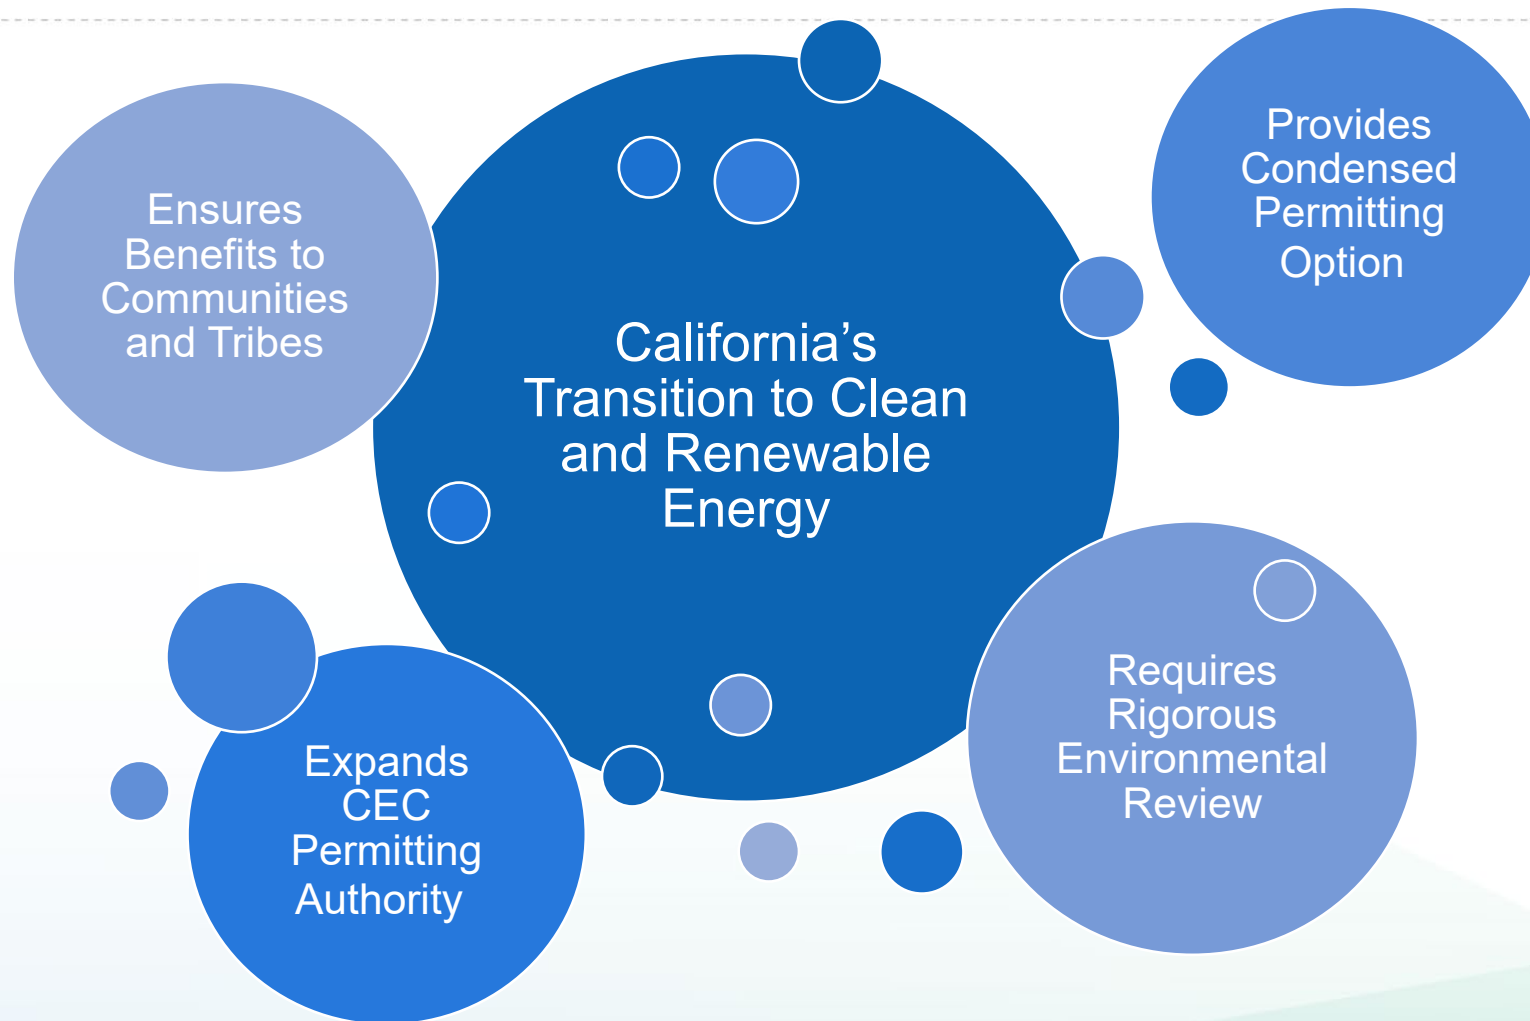 Ensures
Benefits to
Communities
and Tribes
California’s
Transition to Clean
and Renewable
Energy
Provides
Condensed
Permitting
Option
Expands
CEC
Permitting
Authority
Requires
Rigorous
Environmental
Review